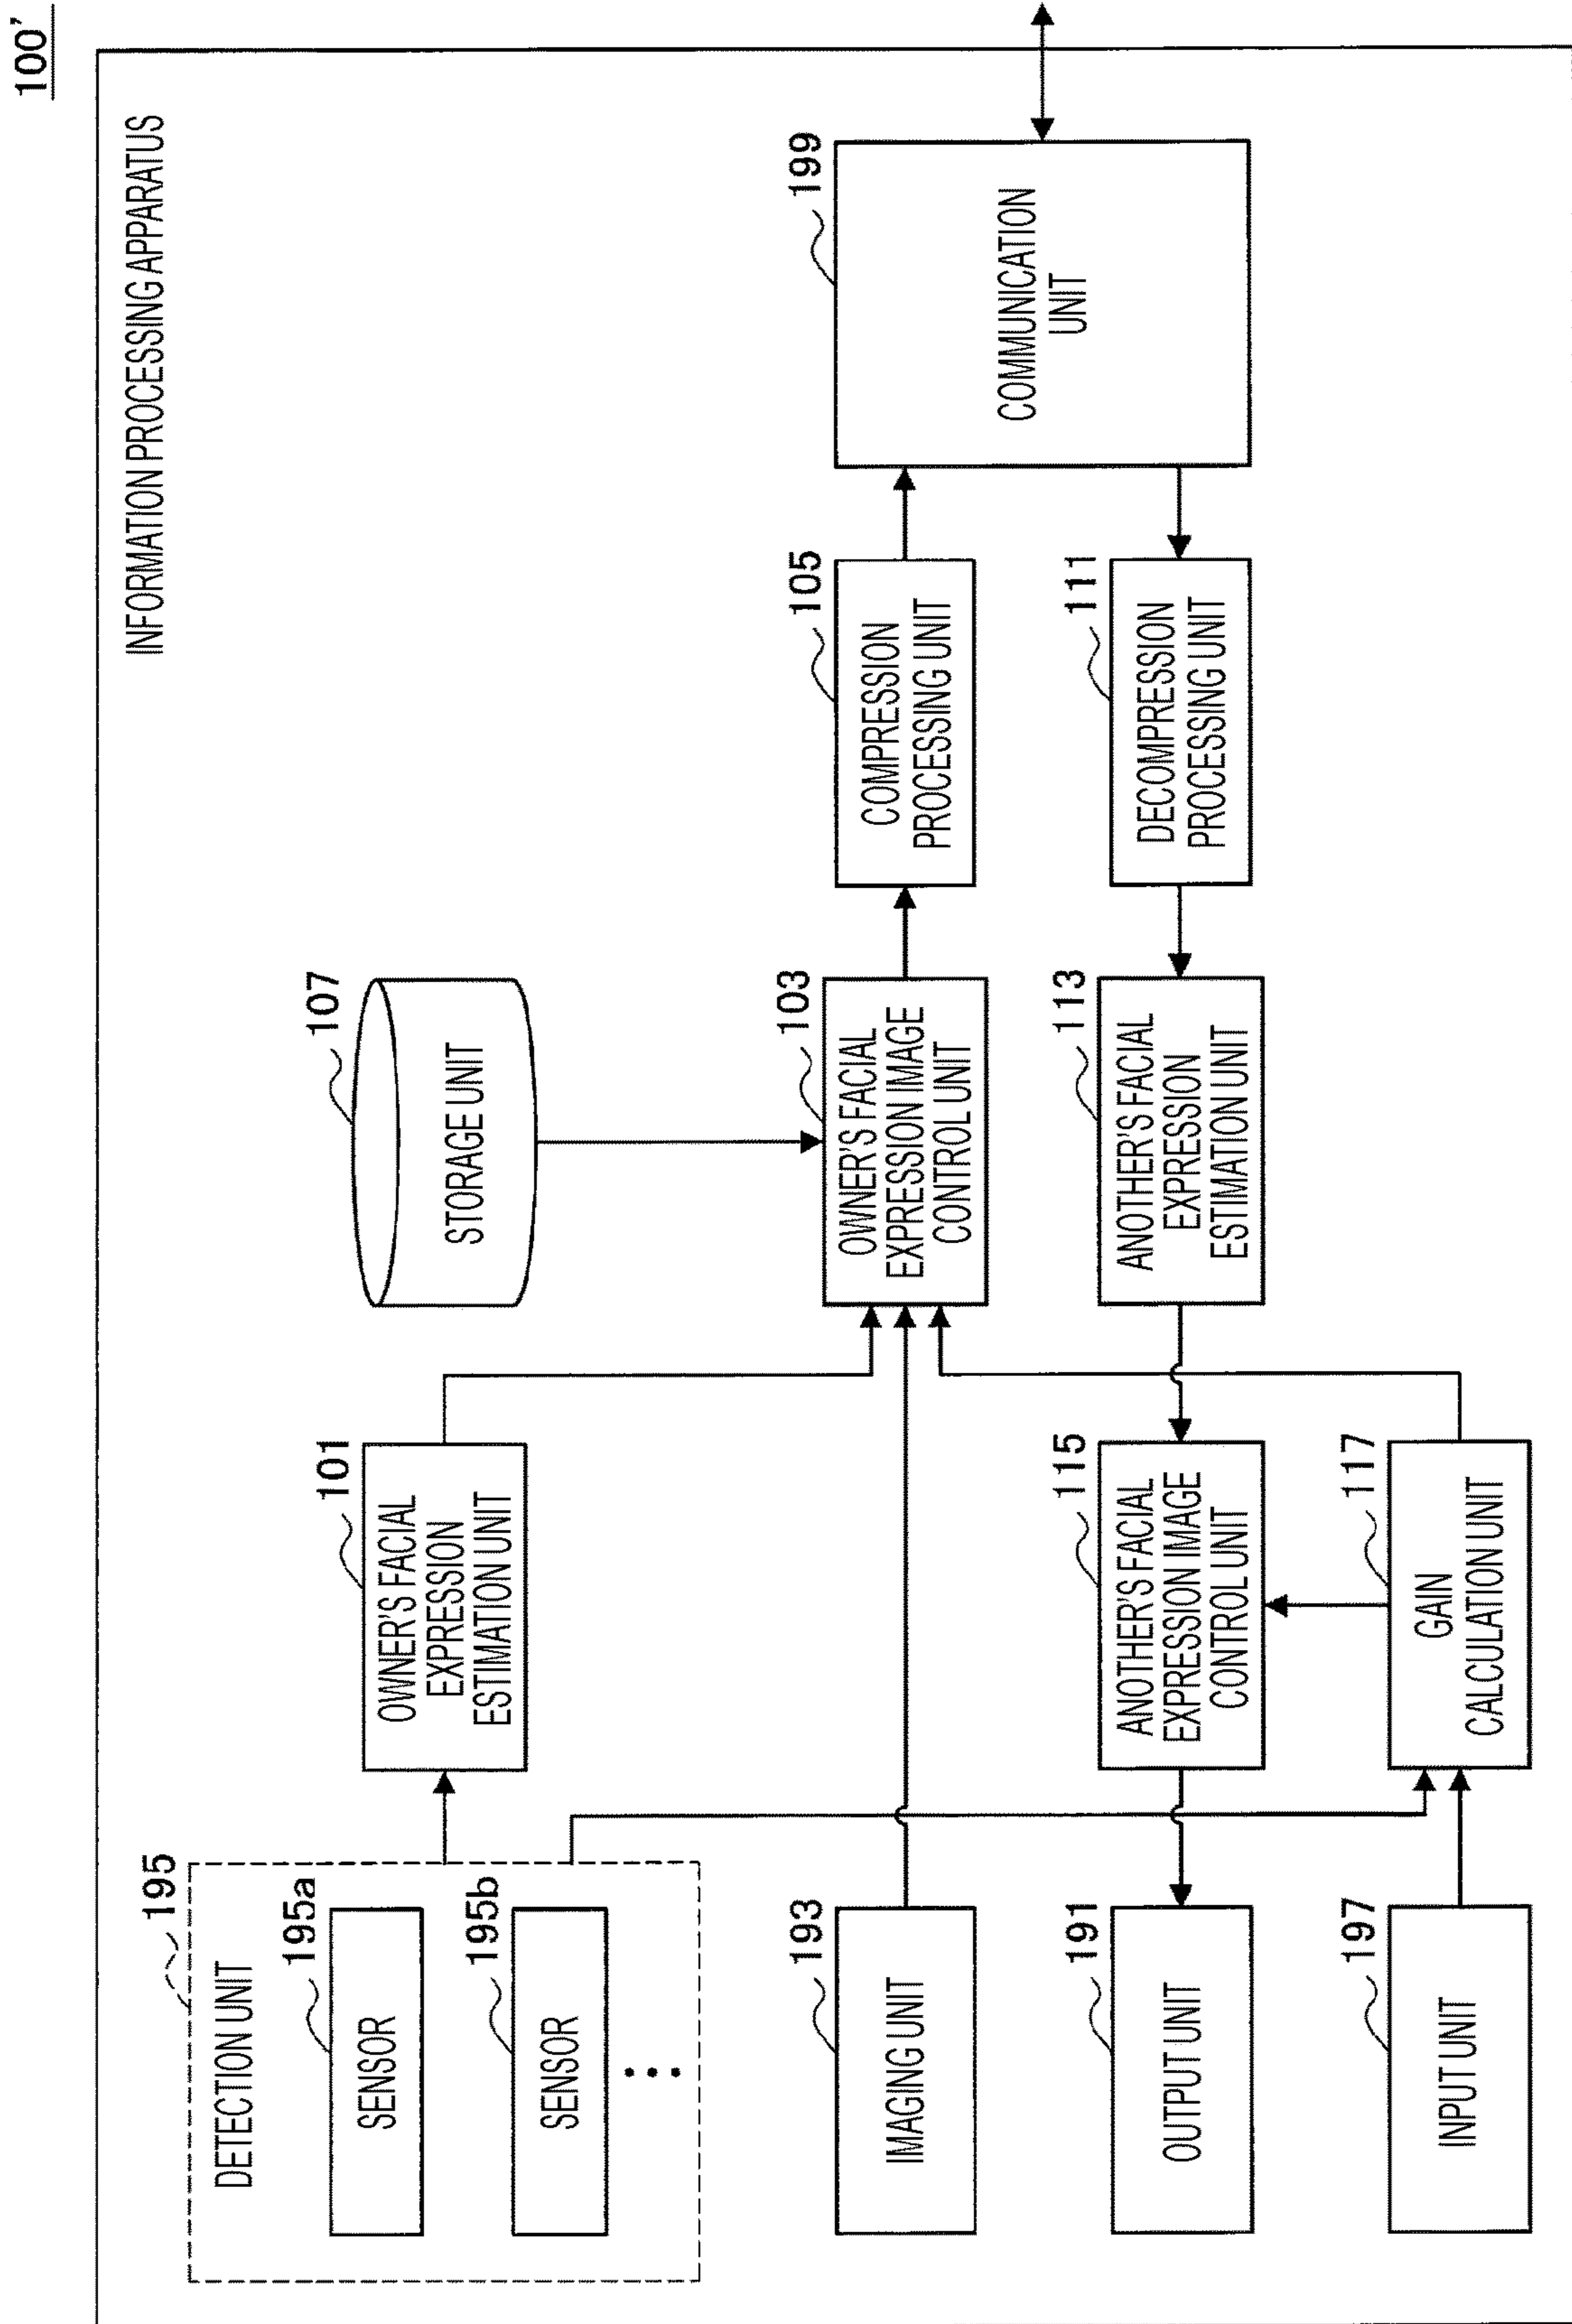 100'
INFORMATION PROCESSING APPARATUS
195
DETECTION UNIT
195a
SENSOR
195b
SENSOR
101
OWNER'S FACIAL
EXPRESSION
ESTIMATION UNIT
107
STORAGE UNIT
193
IMAGING UNIT
103
OWNER'S FACIAL
EXPRESSION IMAGE
CONTROL UNIT
105
COMPRESSION
PROCESSING UNIT
199
COMMUNICATION
UNIT
191
OUTPUT UNIT
115
ANOTHER'S FACIAL
EXPRESSION IMAGE
CONTROL UNIT
113
ANOTHER'S FACIAL
EXPRESSION
ESTIMATION UNIT
111
DECOMPRESSION
PROCESSING UNIT
197
INPUT UNIT
117
GAIN
CALCULATION UNIT